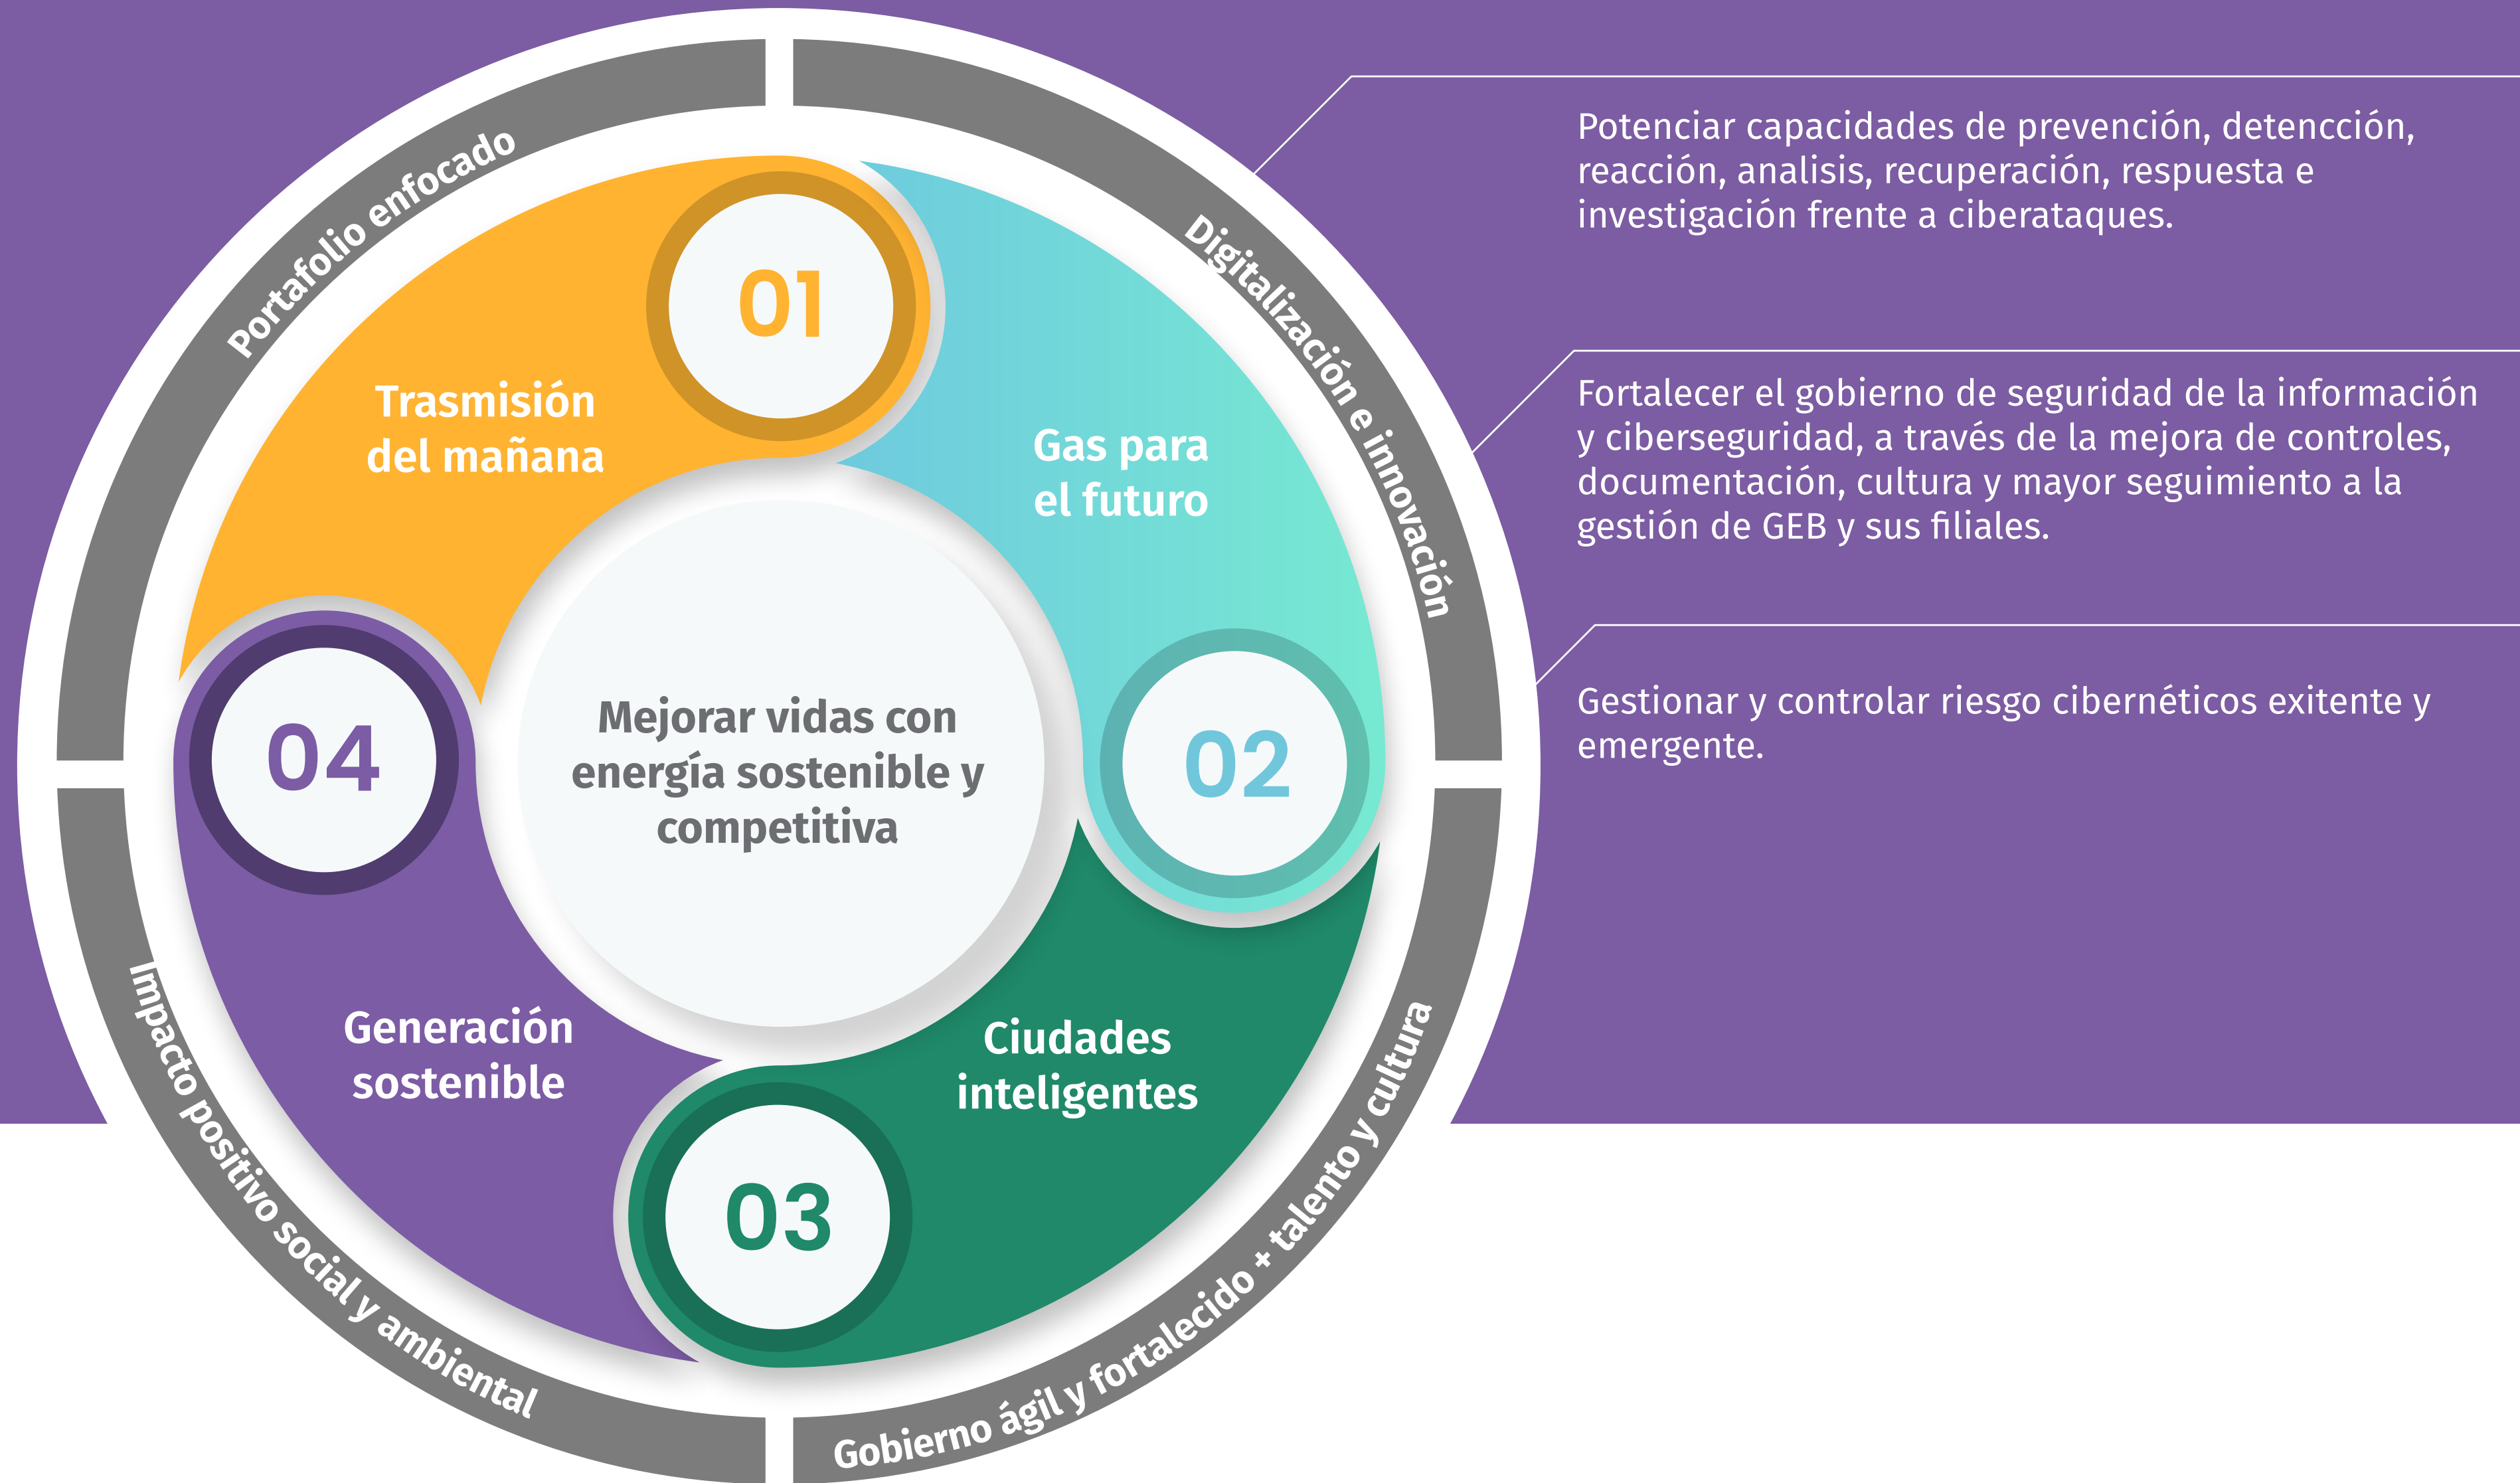 Portafolio enfocado
Digitalización e innovación
Gobierno ágil y fortalecido + talento y cultura
Impacto positivo social y ambiental
01
Trasmisión
del mañana
Gas para
el futuro
02
Ciudades
inteligentes
03
Generación
sostenible
04
Mejorar vidas con
energía sostenible y
competitiva
Potenciar capacidades de prevención, detencción,
reacción, analisis, recuperación, respuesta e
investigación frente a ciberataques.
Fortalecer el gobierno de seguridad de la información
y ciberseguridad, a través de la mejora de controles,
documentación, cultura y mayor seguimiento a la
gestión de GEB y sus filiales.
Gestionar y controlar riesgo cibernéticos exitente y
emergente.